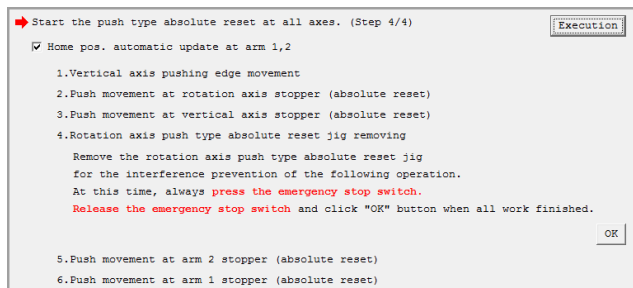 Start the push type absolute reset at all axes. (Step 4/4)
Execution
Home pos. automatic update at arm 1,2
1.Vertical axis pushing edge movement
2.Push movement at rotation axis stopper (absolute reset)
3.Push movement at vertical axis stopper (absolute reset)
4.Rotation axis push type absolute reset jig removing
Remove the rotation axis push type absolute reset jig
for the interference prevention of the following operation.
At this time, always press the emergency stop switch.
Release the emergency stop switch and click "OK" button when all work finished.
OK
5.Push movement at arm 2 stopper (absolute reset)
6.Push movement at arm 1 stopper (absolute reset)